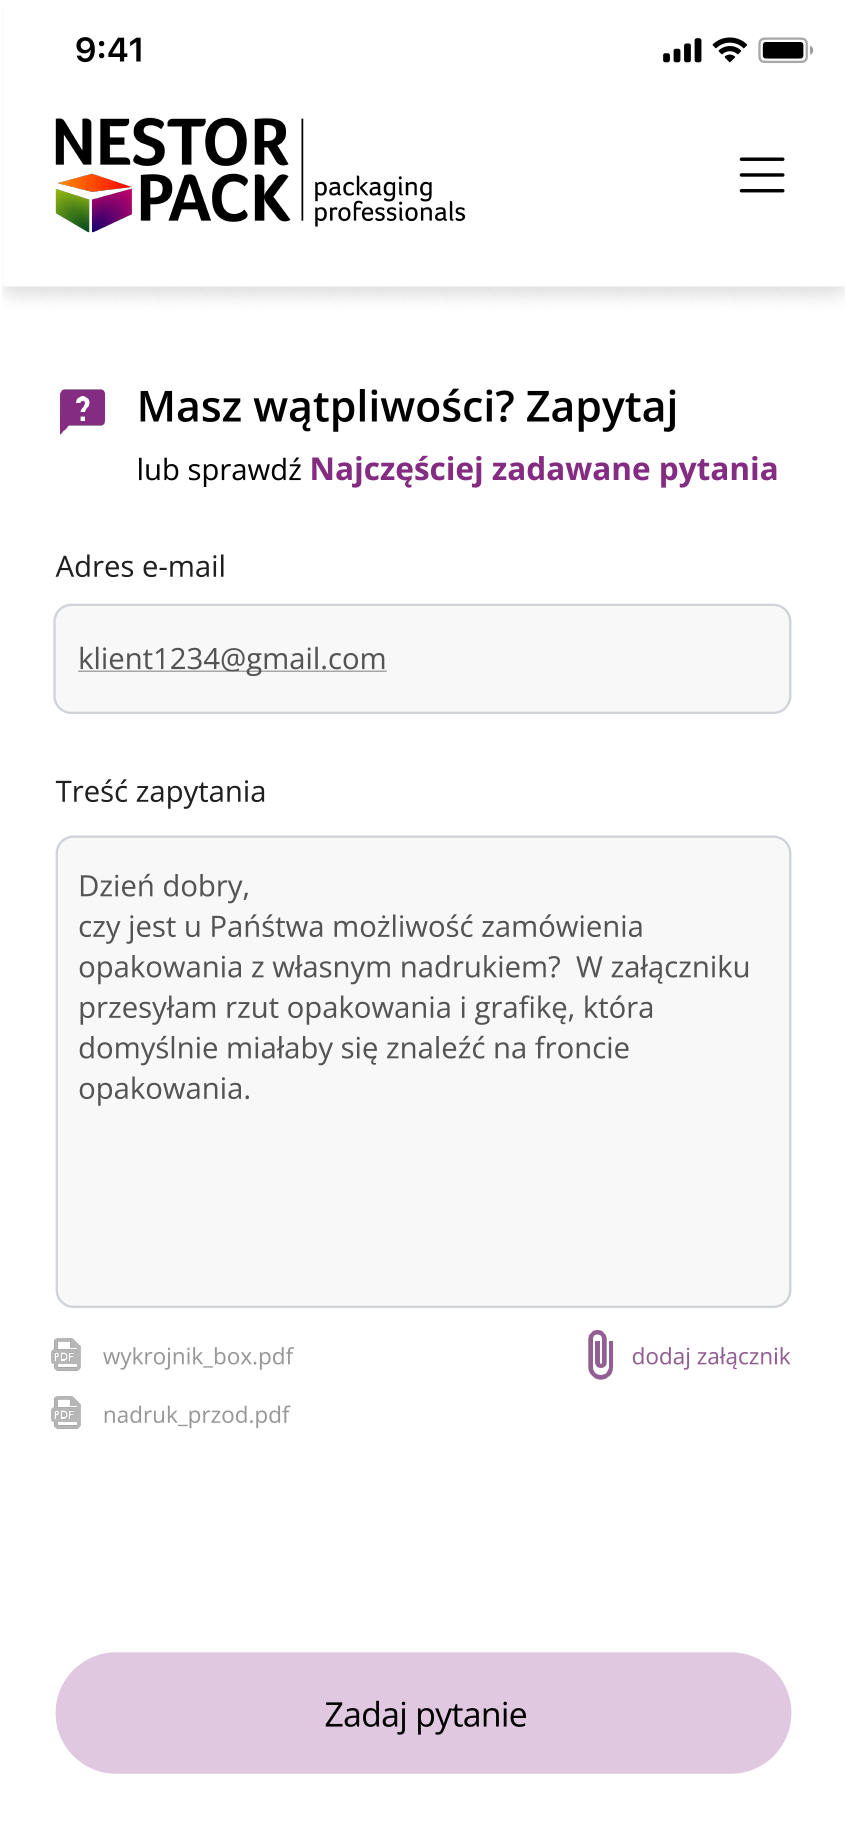 9:41
NESTOR
PACK
packaging
professionals
?
Masz wątpliwości? Zapytaj
lub sprawdź Najczęściej zadawane pytania
Adres e-mail
klient1234@gmail.com
Treść zapytania
Dzień dobry,
czy jest u Pańśtwa możliwość zamówienia
opakowania z własnym nadrukiem?  W załączniku
przesyłam rzut opakowania i grafikę, która
domyślnie miałaby się znaleźć na froncie
opakowania.
PDF wykrojnik_box.pdf dodaj załącznik
PDF nadruk_przod.pdf
Zadaj pytanie